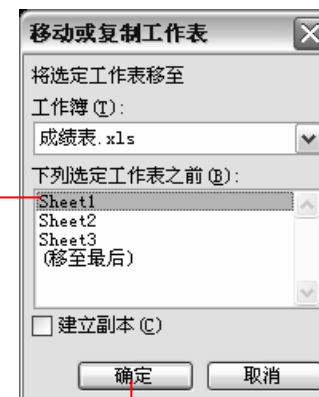 移动或复制工作表
将选定工作表移至
工作簿(T):
成绩表.xls
下列选定工作表之前(B):
Sheet1
Sheet2
Sheet3
(移至最后)
建立副本(C)
确定 取消